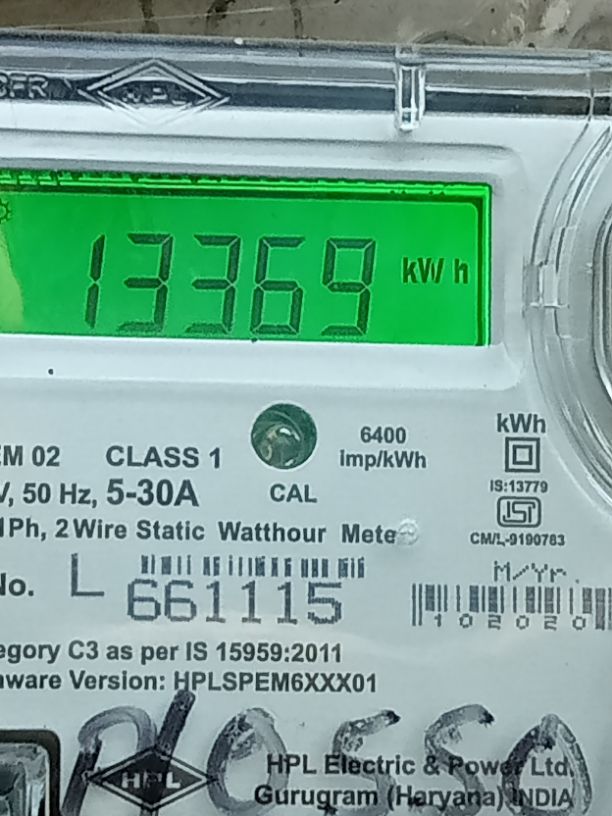 HPL
13369 kWh
6400
imp/kWh
kWh
M 02 CLASS 1
V, 50 Hz, 5-30A
CAL
IS:13779
1Ph, 2 Wire Static Watthour Mete
CM/L-9190783
No. L 661115
M/Yr.
102020
egory C3 as per IS 15959:2011
ware Version: HPLSPEM6XXX01
HPL
HPL Electric & Power Ltd.
Gurugram (Haryana) INDIA